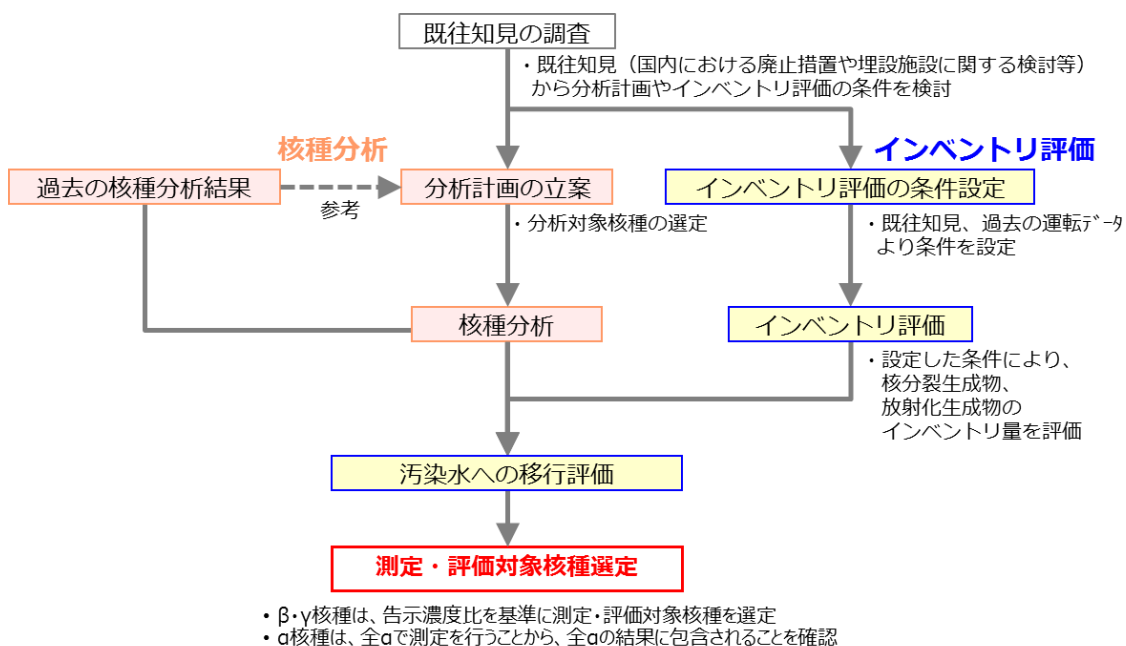 既往知見の調査
・既往知見（国内における廃止措置や埋設施設に関する検討等）
から分析計画やインベントリ評価の条件を検討
核種分析
インベントリ評価
過去の核種分析結果
参考
分析計画の立案
インベントリ評価の条件設定
・分析対象核種の選定
・既往知見、過去の運転ﾃﾞｰﾀ
より条件を設定
核種分析
インベントリ評価
・設定した条件により、
核分裂生成物、
放射化生成物の
インベントリ量を評価
汚染水への移行評価
測定・評価対象核種選定
• β・γ核種は、告示濃度比を基準に測定・評価対象核種を選定
• α核種は、全αで測定を行うことから、全αの結果に包含されることを確認